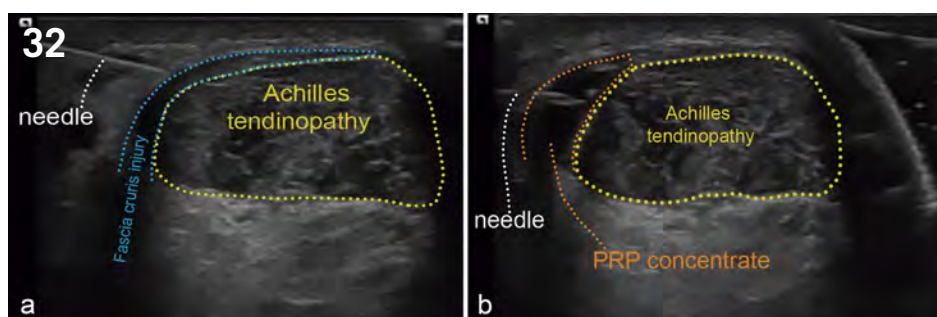 32
needle
Fascia cruris injury
Achilles
tendinopathy
a
needle
Achilles
tendinopathy
PRP concentrate
b